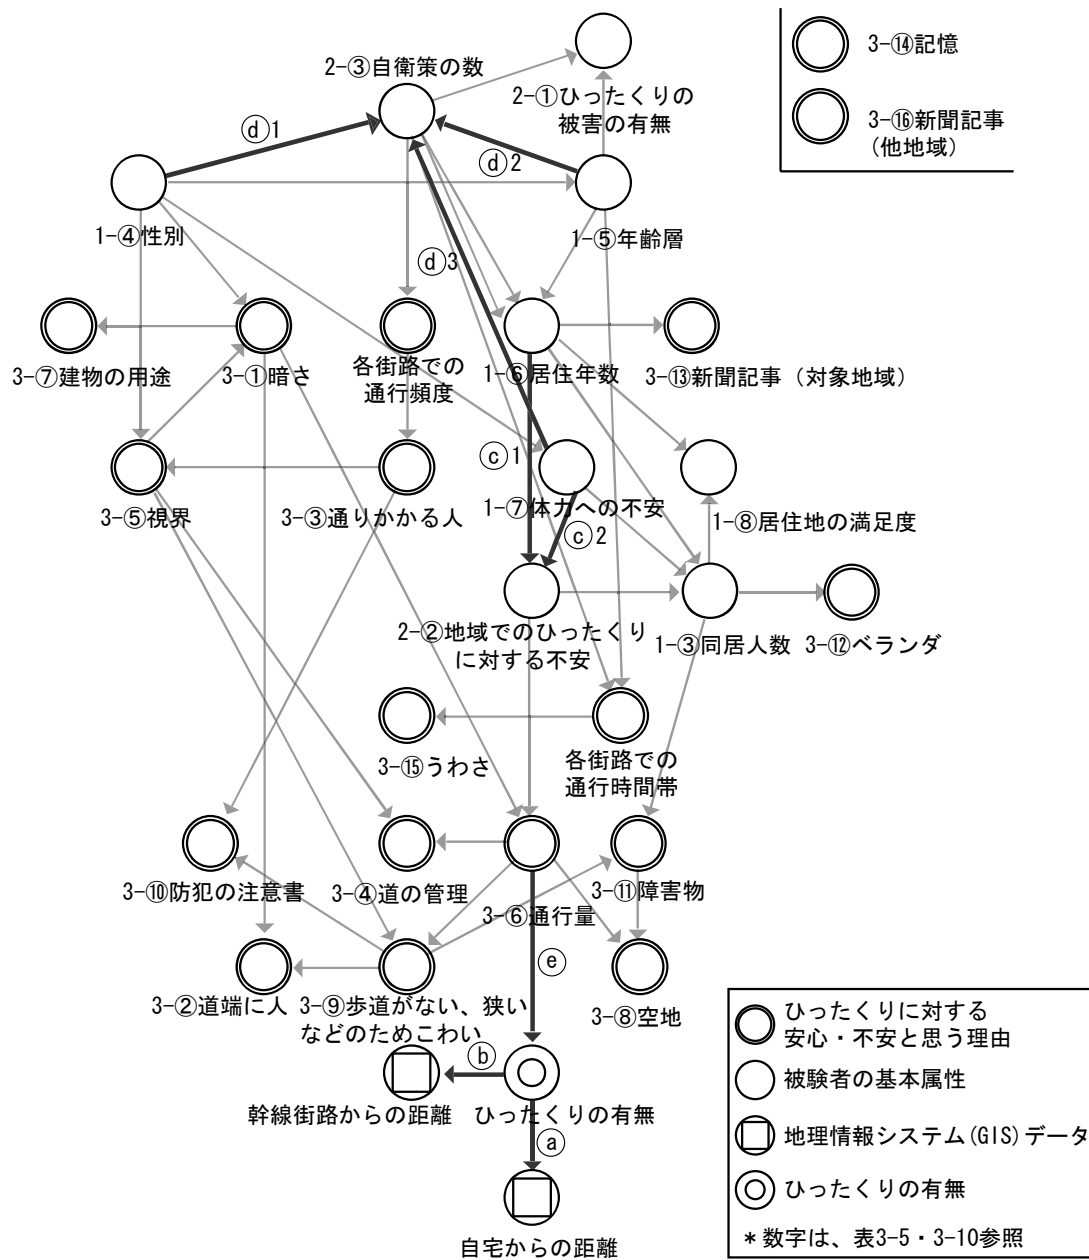 3-⑭記憶
2-③自衛策の数
2-①ひったくりの
被害の有無
3-⑯新聞記事
(他地域)
ⓓ1
ⓓ2
1-④性別
1-⑤年齢層
ⓓ3
3-⑦建物の用途
3-①暗さ
各街路での
通行頻度
1-⑥居住年数
3-⑬新聞記事（対象地域）
ⓒ1
3-⑤視界
3-③通りかかる人
1-⑦体力への不安
1-⑧居住地の満足度
ⓒ2
2-②地域でのひったくり
に対する不安
1-③同居人数
3-⑫ベランダ
3-⑮うわさ
各街路での
通行時間帯
3-⑩防犯の注意書
3-④道の管理
3-⑥通行量
3-⑪障害物
ⓔ
3-②道端に人
3-⑨歩道がない、狭い
などのためこわい
3-⑧空地
ⓑ
幹線街路からの距離
ひったくりの有無
ⓐ
自宅からの距離
ひったくりに対する
安心・不安と思う理由
被験者の基本属性
地理情報システム(GIS)データ
ひったくりの有無
*数字は、表3-5・3-10参照